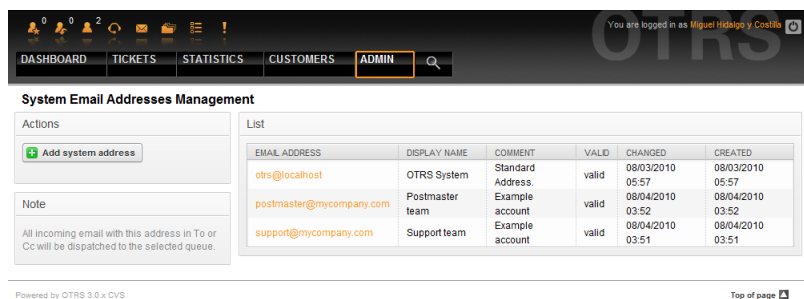 OTRS
0 0 2
You are logged in as Miguel Hidalgo y Costilla
DASHBOARD TICKETS STATISTICS CUSTOMERS ADMIN
System Email Addresses Management
Actions
Add system address
Note
All incoming email with this address in To or
Cc will be dispatched to the selected queue.
List
EMAIL ADDRESS DISPLAY NAME COMMENT VALID CHANGED CREATED
otrs@localhost OTRS System Standard Address. valid 08/03/2010 05:57 08/03/2010 05:57
postmaster@mycompany.com Postmaster team Example account valid 08/04/2010 03:52 08/04/2010 03:52
support@mycompany.com Support team Example account valid 08/04/2010 03:51 08/04/2010 03:51
Powered by OTRS 3.0.x CVS
Top of page